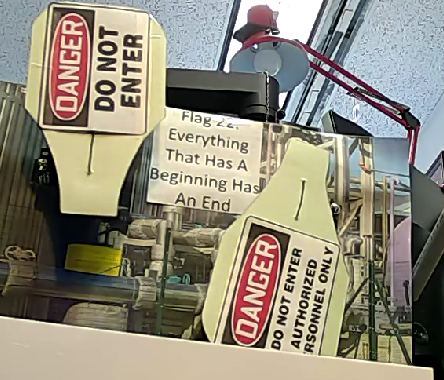 DANGER
DO NOT
ENTER
Flag 22:
Everything
That Has A
Beginning Has
An End
DANGER
DO NOT ENTER
AUTHORIZED
PERSONNEL ONLY